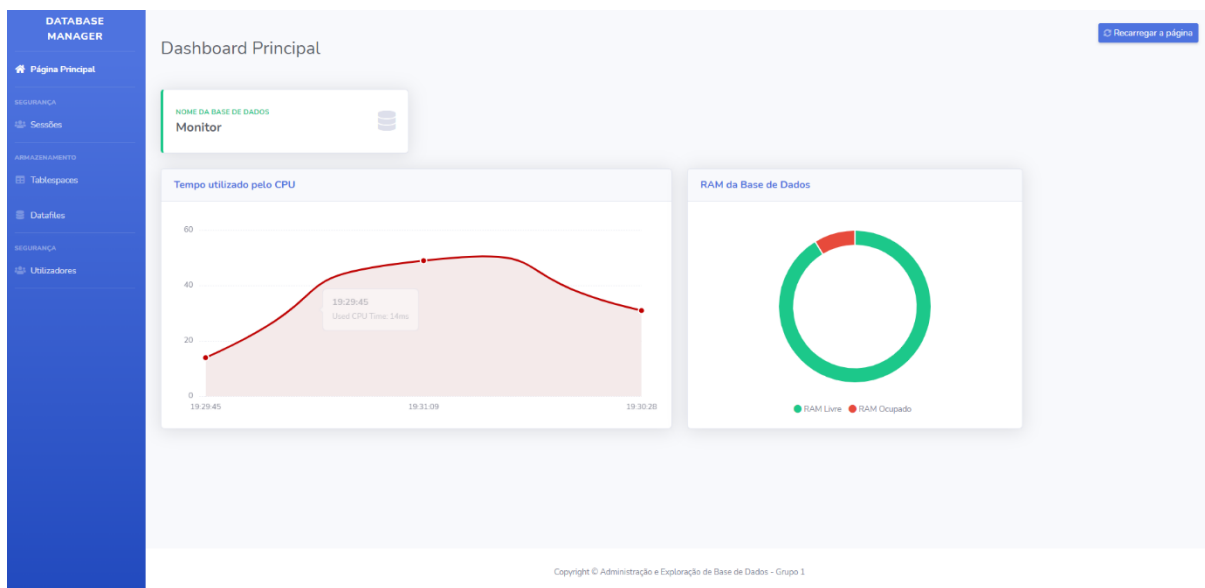 DATABASE
MANAGER
Página Principal
SEGURANÇA
Sessões
ARMAZENAMENTO
Tablespaces
Datafiles
SEGURANÇA
Utilizadores
Dashboard Principal
Recarregar a página
NOME DA BASE DE DADOS
Monitor
Tempo utilizado pelo CPU
60
40
20
0
19:29:45
Used CPU Time: 14ms
19:29:45
19:31:09
19:30:28
RAM da Base de Dados
RAM Livre
RAM Ocupado
Copyright © Administração e Exploração de Base de Dados - Grupo 1